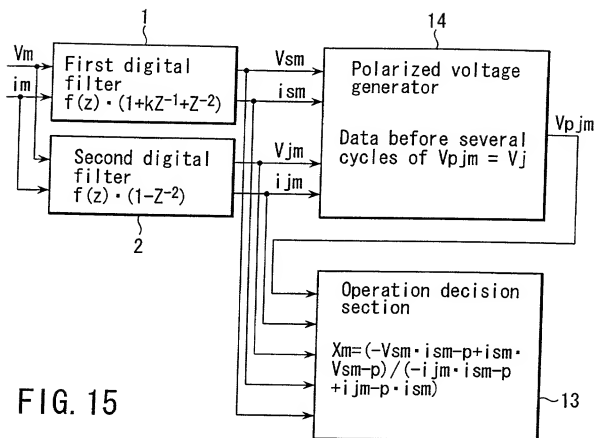 1
Vm
im
First digital
filter
f(z)·(1+kZ⁻¹+Z⁻²)
Vsm
ism
Second digital
filter
f(z)·(1-Z⁻²)
2
Vjm
ijm
14
Polarized voltage
generator
Data before several
cycles of Vpjm = Vj
Vpjm
Operation decision
section
Xm=(-Vsm·ism-p+ism·
Vsm-p)/(-ijm·ism-p
+ijm-p·ism)
13
FIG. 15